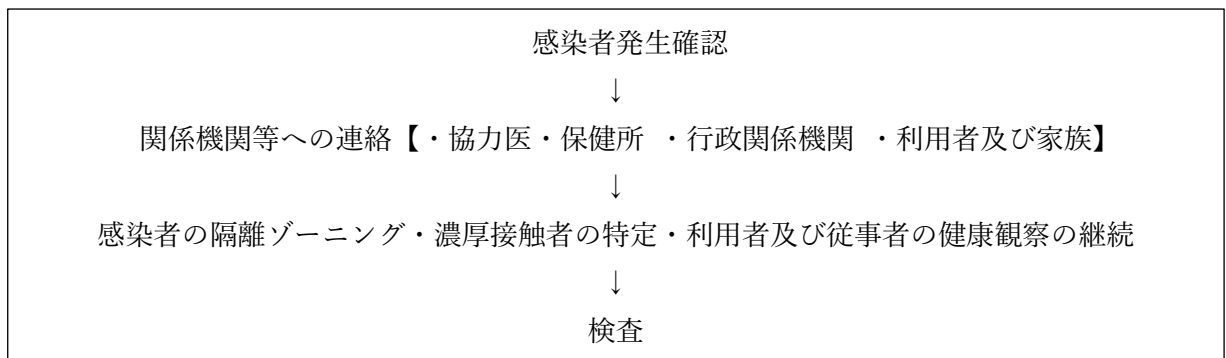 感染者発生確認
↓
関係機関等への連絡【・協力医・保健所 ・行政関係機関 ・利用者及び家族】
↓
感染者の隔離ゾーニング・濃厚接触者の特定・利用者及び従事者の健康観察の継続
↓
検査